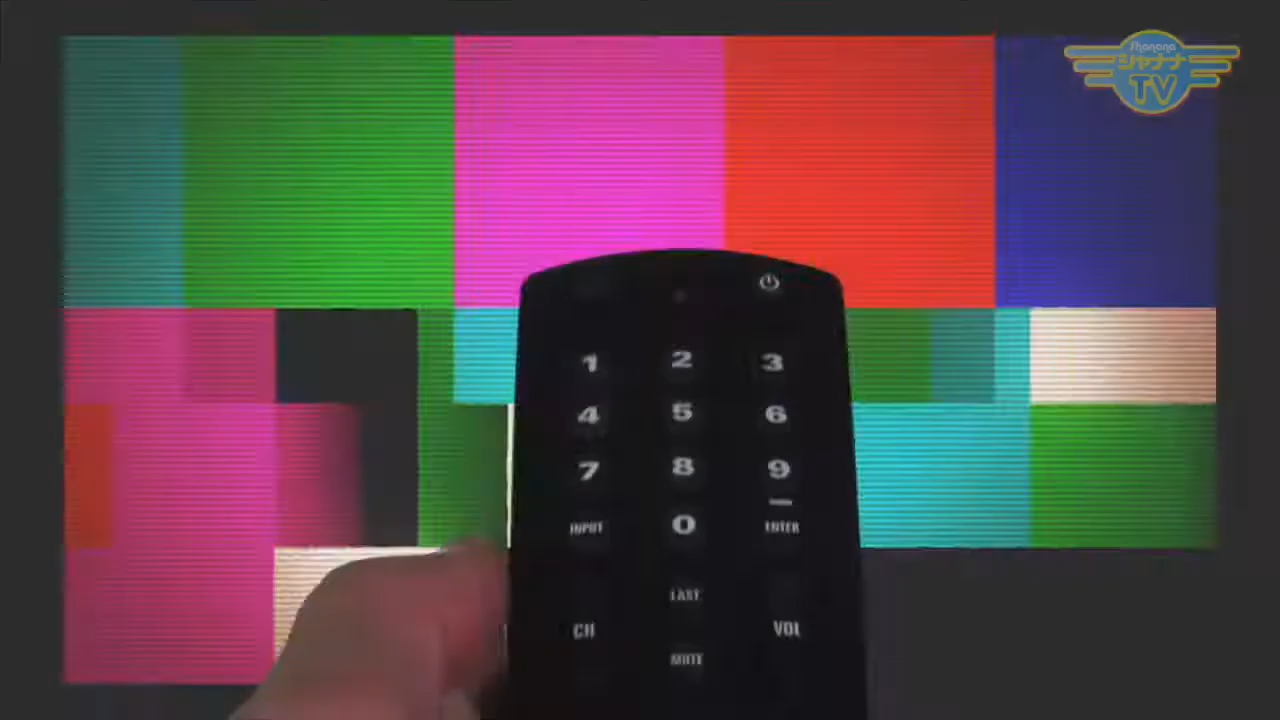 Shanana
シャナナ
TV
1 2 3
4 5 6
7 8 9
INPUT 0 ENTER
LAST
CH VOL
MUTE